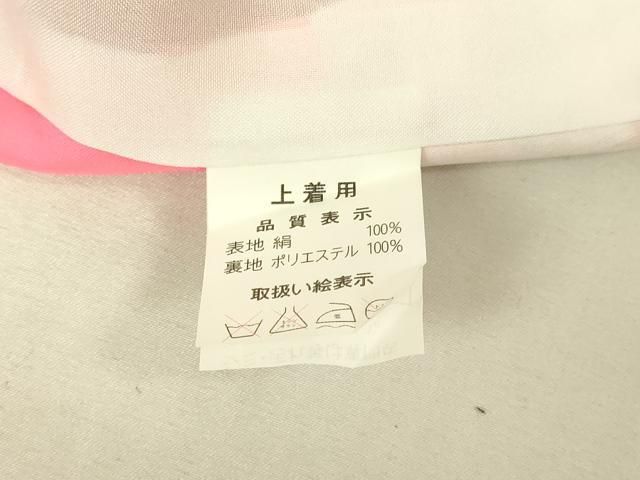 上着用
品質表示
表地 絹 100%
裏地 ポリエステル 100%
取扱い絵表示